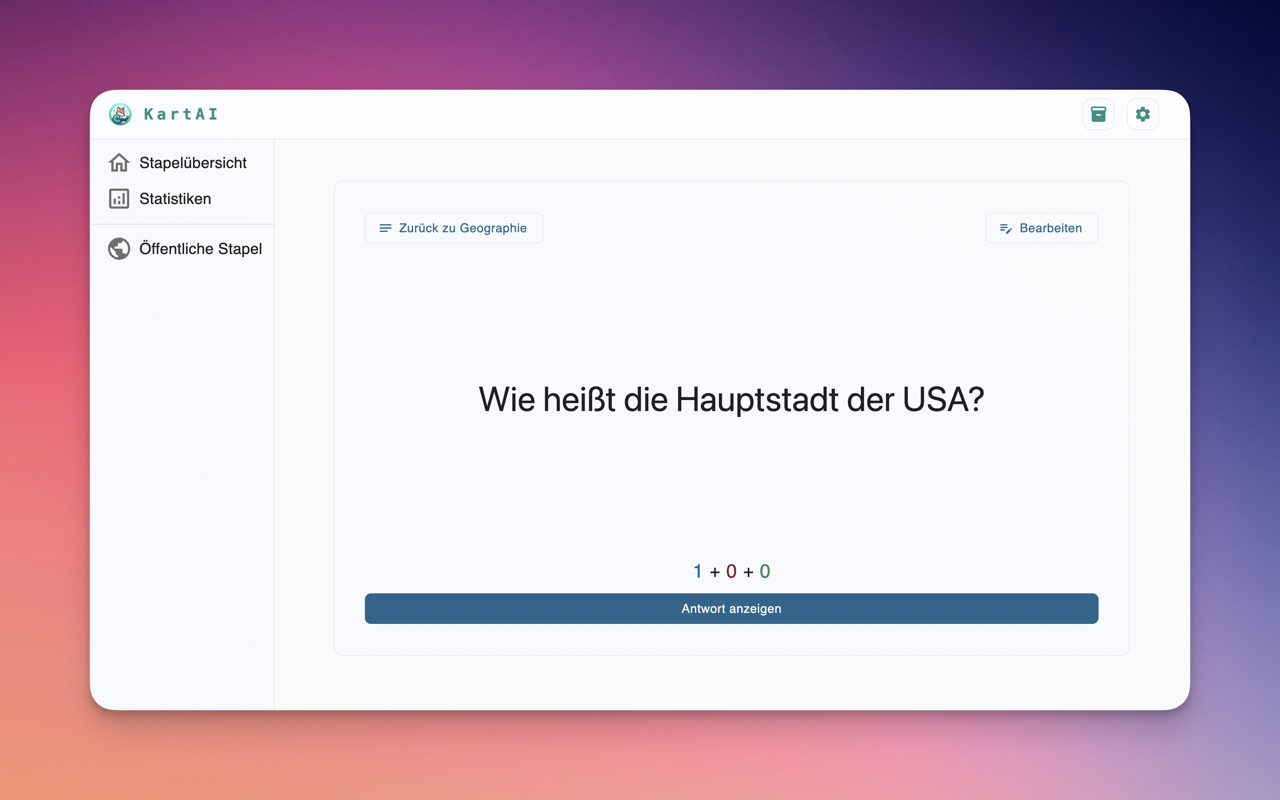 KartAI
Stapelübersicht
Statistiken
Öffentliche Stapel
Zurück zu Geographie
Bearbeiten
Wie heißt die Hauptstadt der USA?
1 + 0 + 0
Antwort anzeigen